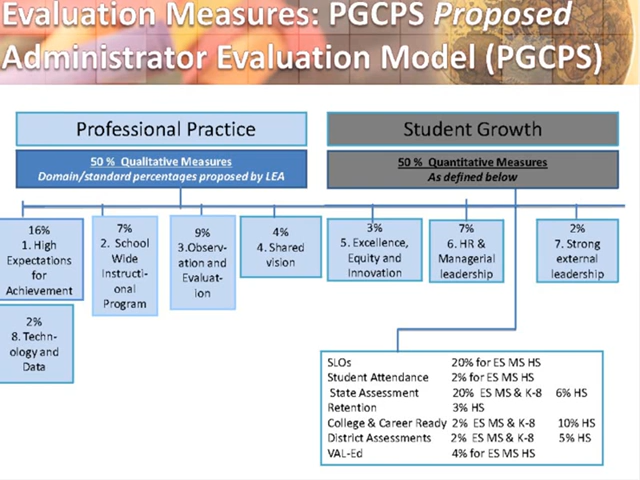 Evaluation Measures: PGCPS Proposed
Administrator Evaluation Model (PGCPS)
Professional Practice
50 % Qualitative Measures
Domain/standard percentages proposed by LEA
Student Growth
50 % Quantitative Measures
As defined below
16%
1. High
Expectations
for
Achievement
7%
2. School
Wide
Instructi-
onal
Program
9%
3.Observ-
ation and
Evaluat-
ion
4%
4. Shared
vision
3%
5. Excellence,
Equity and
Innovation
7%
6. HR &
Managerial
leadership
2%
7. Strong
external
leadership
2%
8. Techn-
ology and
Data
SLOs 20% for ES MS HS
Student Attendance 2% for ES MS HS
State Assessment 20% ES MS & K-8 6% HS
Retention 3% HS
College & Career Ready 2% ES MS & K-8 10% HS
District Assessments 2% ES MS & K-8 5% HS
VAL-Ed 4% for ES MS HS